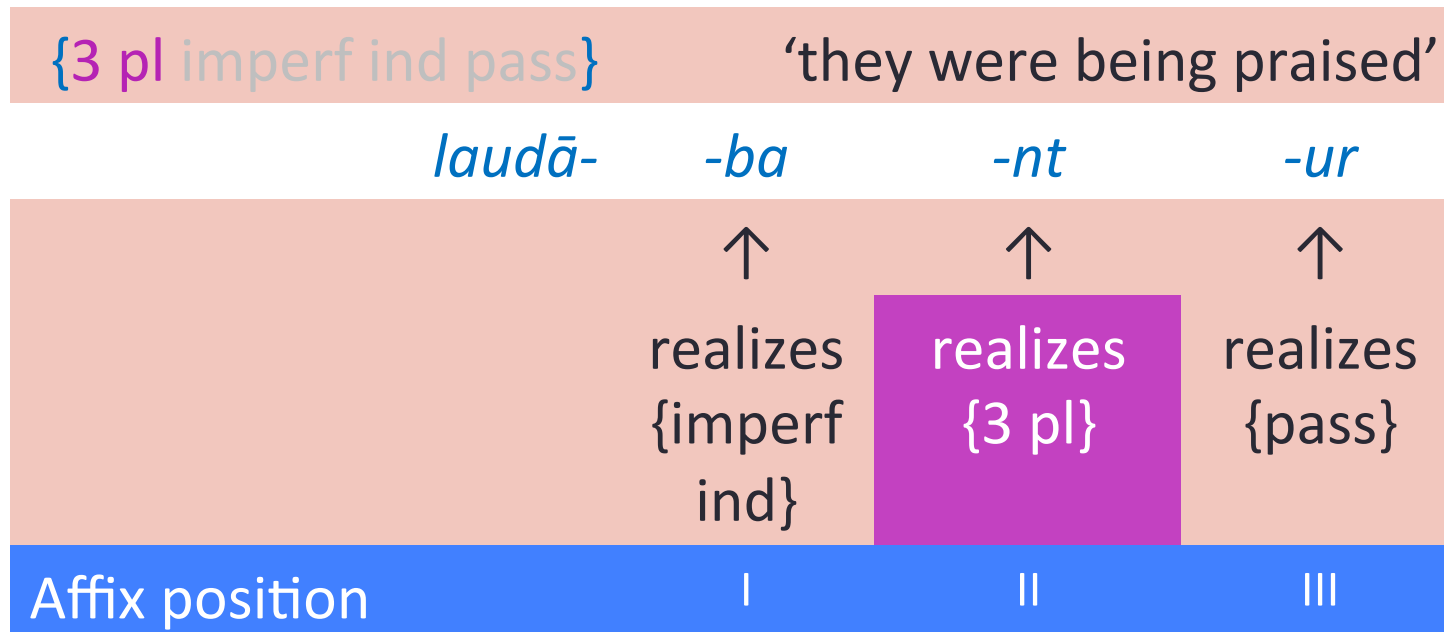 {3 pl imperf ind pass} ‘they were being praised’
laudā- -ba -nt -ur
↑ ↑ ↑
realizes realizes realizes
{imperf {3 pl} {pass}
ind}
Affix position I II III